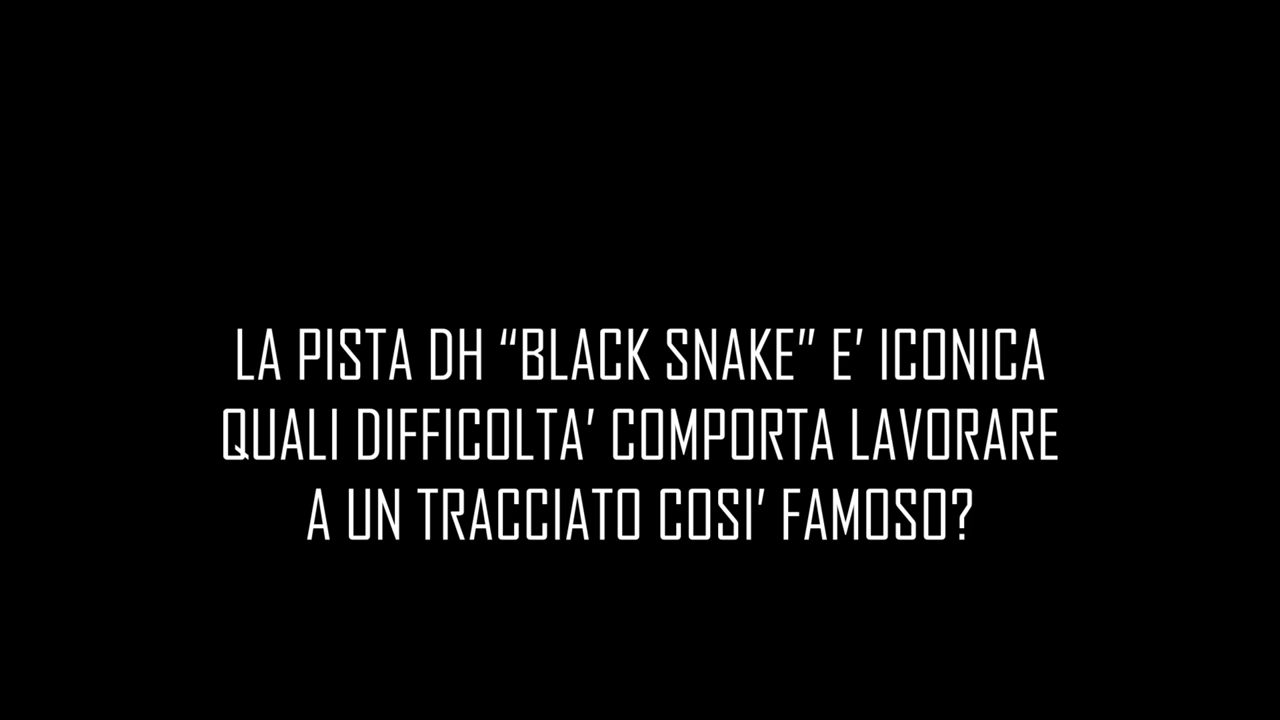 LA PISTA DH “BLACK SNAKE” E’ ICONICA
QUALI DIFFICOLTA’ COMPORTA LAVORARE
A UN TRACCIATO COSI’ FAMOSO?